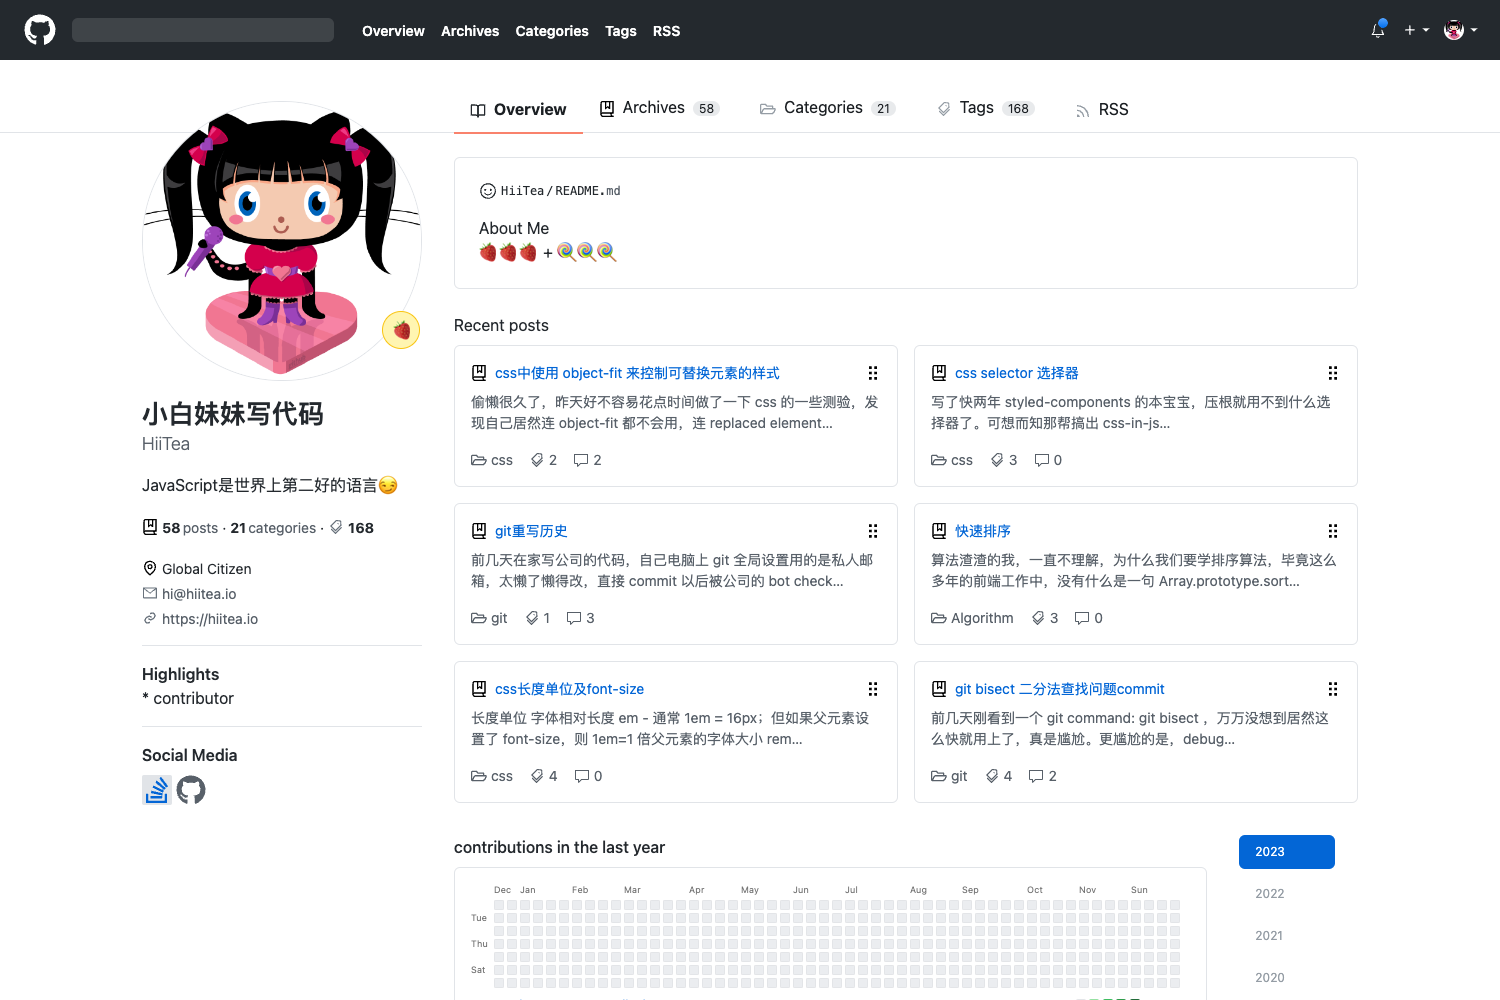 Overview Archives Categories Tags RSS
Overview Archives 58 Categories 21 Tags 168 RSS
HiiTea/README.md
About Me
🍓🍓🍓 + 🍭🍭🍭
小白妹妹写代码
HiiTea
JavaScript是世界上第二好的语言😏
58 posts · 21 categories · 168
Global Citizen
hi@hiitea.io
https://hiitea.io
Highlights
* contributor
Social Media
Recent posts
css中使用 object-fit 来控制可替换元素的样式
偷懒很久了，昨天好不容易花点时间做了一下 css 的一些测验，发
现自己居然连 object-fit 都不会用，连 replaced element...
css 2 2
css selector 选择器
写了快两年 styled-components 的本宝宝，压根就用不到什么选
择器了。可想而知那帮搞出 css-in-js...
css 3 0
git重写历史
前几天在家写公司的代码，自己电脑上 git 全局设置用的是私人邮
箱，太懒了懒得改，直接 commit 以后被公司的 bot check...
git 1 3
快速排序
算法渣渣的我，一直不理解，为什么我们要学排序算法，毕竟这么
多年的前端工作中，没有什么是一句 Array.prototype.sort...
Algorithm 3 0
css长度单位及font-size
长度单位 字体相对长度 em - 通常 1em = 16px；但如果父元素设
置了 font-size，则 1em=1 倍父元素的字体大小 rem...
css 4 0
git bisect 二分法查找问题commit
前几天刚看到一个 git command: git bisect ，万万没想到居然这
么快就用上了，真是尴尬。更尴尬的是，debug...
git 4 2
contributions in the last year
Dec Jan Feb Mar Apr May Jun Jul Aug Sep Oct Nov Sun
Tue
Thu
Sat
2023
2022
2021
2020